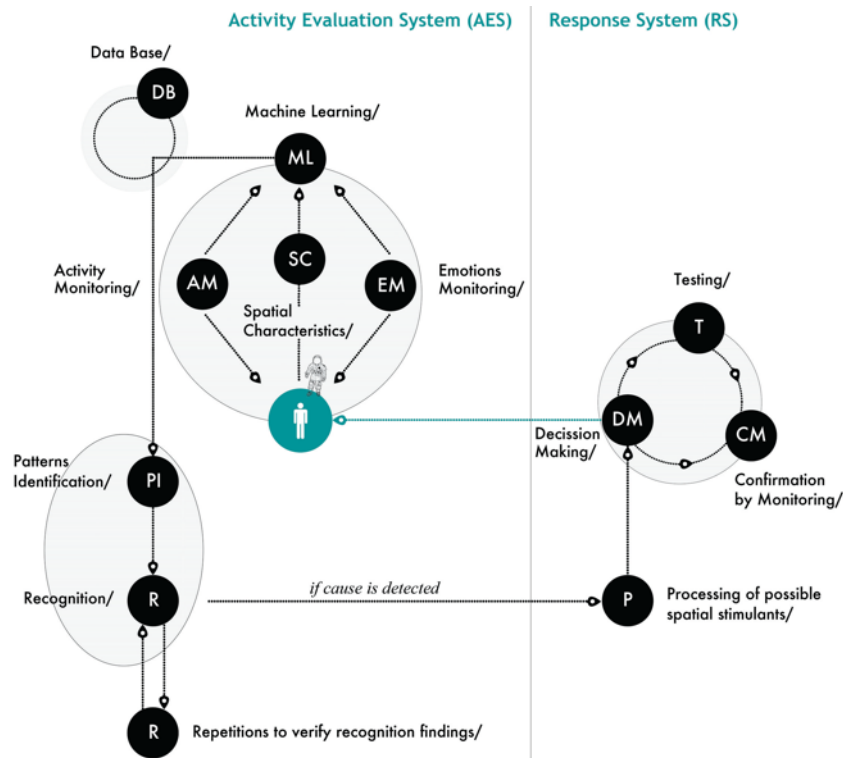 Activity Evaluation System (AES)
Response System (RS)
Data Base/
DB
Machine Learning/
ML
Activity
Monitoring/
AM
SC
Spatial
Characteristics/
EM
Emotions
Monitoring/
Testing/
T
DM
Decission
Making/
CM
Confirmation
by Monitoring/
Patterns
Identification/
PI
Recognition/
R
if cause is detected
P
Processing of possible
spatial stimulants/
R
Repetitions to verify recognition findings/